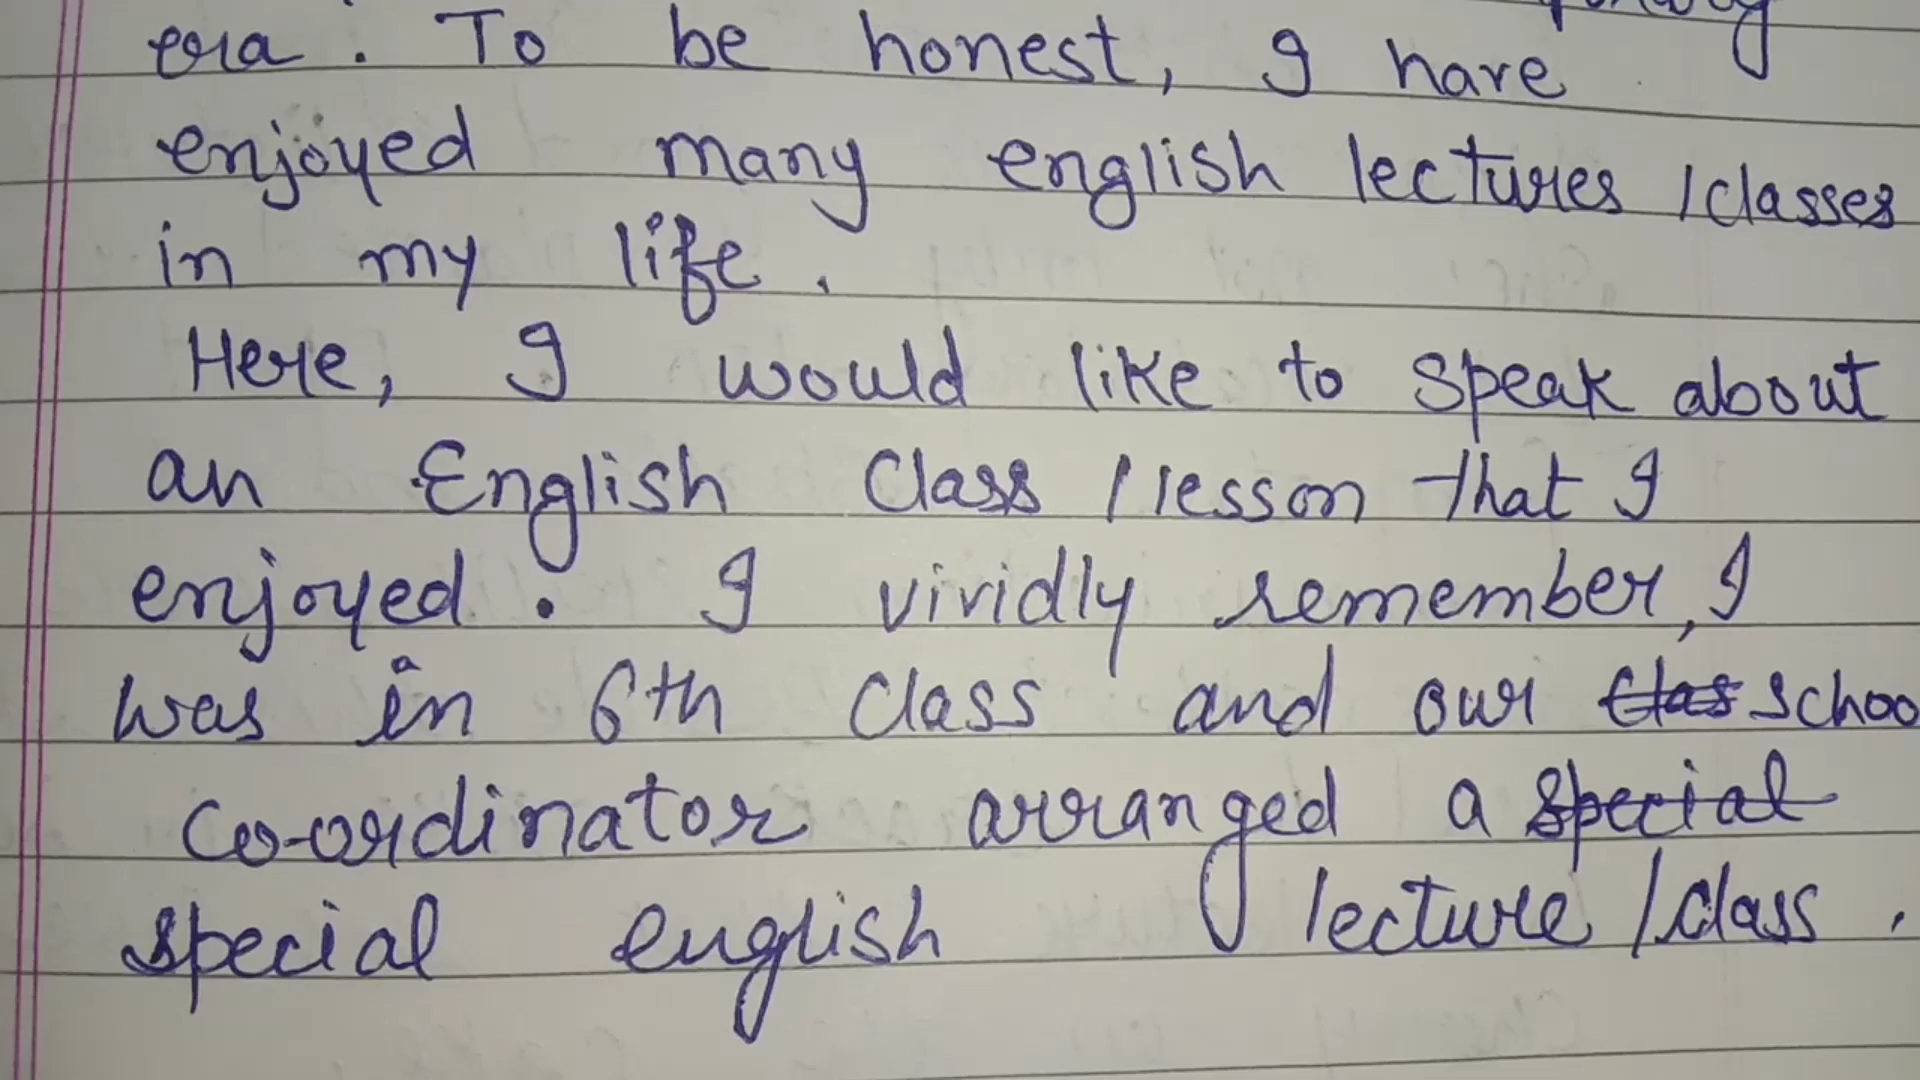 era. To be honest, I have
enjoyed many english lectures /classes
in my life.
Here, I would like to speak about
an English Class / lesson that I
enjoyed. I vividly remember, I
was in 6th class and our Clas schoo
Co-ordinator arranged a special
special english lecture /class.